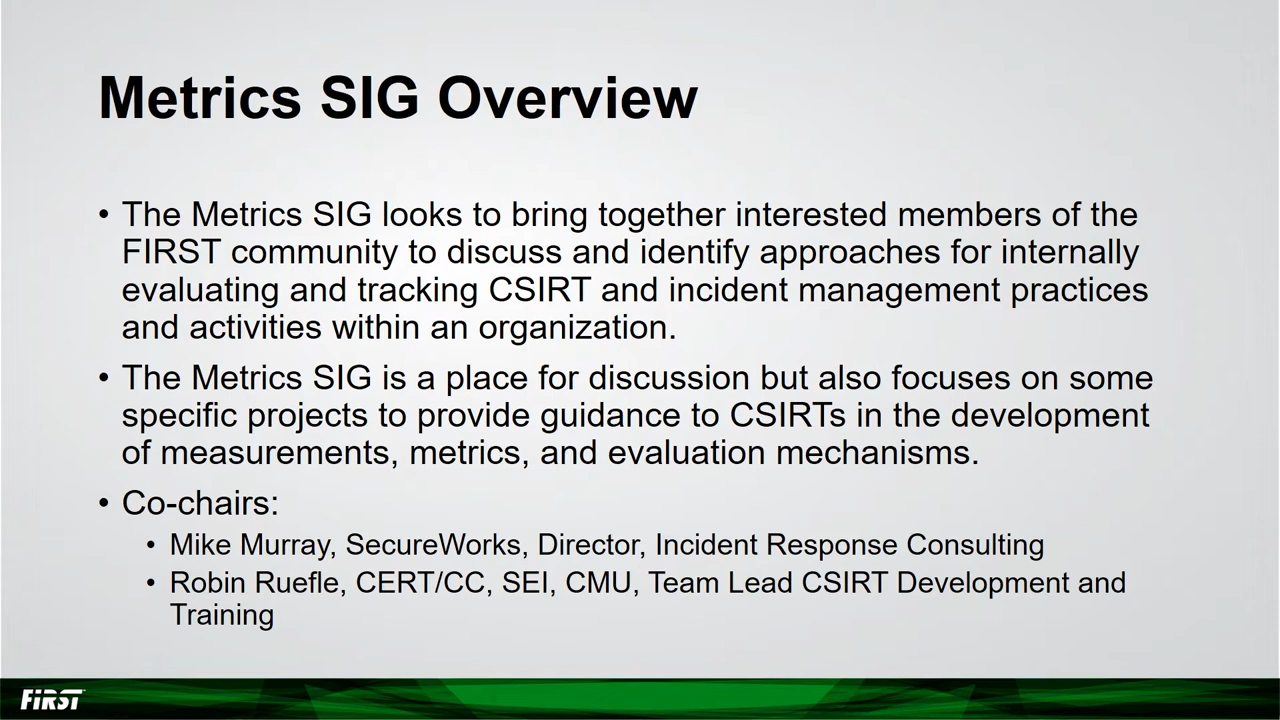 Metrics SIG Overview
• The Metrics SIG looks to bring together interested members of the
FIRST community to discuss and identify approaches for internally
evaluating and tracking CSIRT and incident management practices
and activities within an organization.
• The Metrics SIG is a place for discussion but also focuses on some
specific projects to provide guidance to CSIRTs in the development
of measurements, metrics, and evaluation mechanisms.
• Co-chairs:
• Mike Murray, SecureWorks, Director, Incident Response Consulting
• Robin Ruefle, CERT/CC, SEI, CMU, Team Lead CSIRT Development and
Training
FiRST